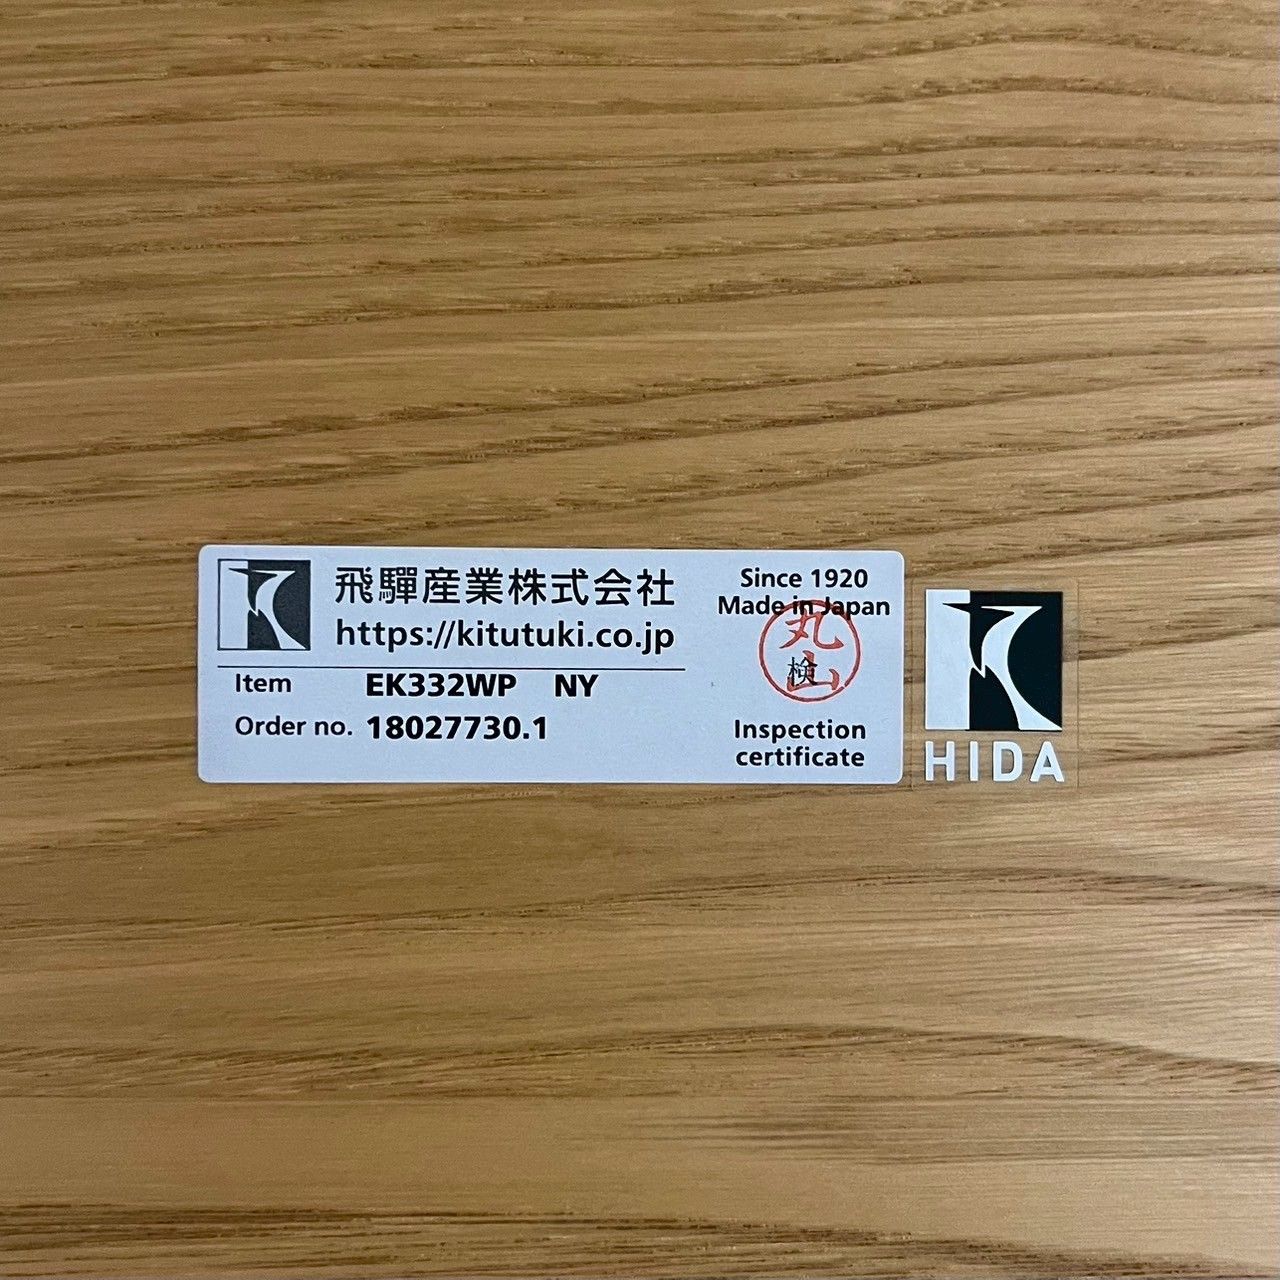 飛驒産業株式会社
https://kitutuki.co.jp
Item EK332WP NY
Order no. 18027730.1
Since 1920
Made in Japan
丸山
検
Inspection
certificate
HIDA